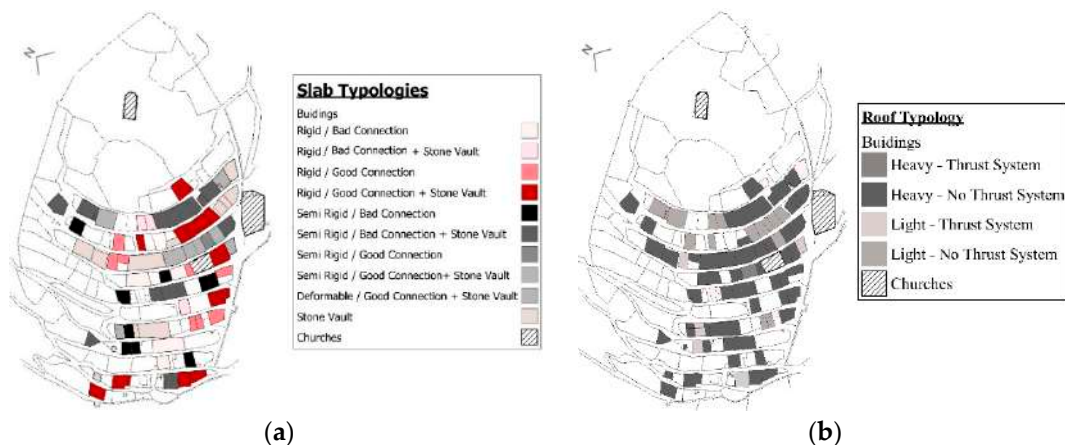 N
Slab Typologies
Buidings
Rigid / Bad Connection
Rigid / Bad Connection + Stone Vault
Rigid / Good Connection
Rigid / Good Connection + Stone Vault
Semi Rigid / Bad Connection
Semi Rigid / Bad Connection + Stone Vault
Semi Rigid / Good Connection
Semi Rigid / Good Connection+ Stone Vault
Deformable / Good Connection + Stone Vault
Stone Vault
Churches
(a)
N
Roof Typology
Buidings
Heavy - Thrust System
Heavy - No Thrust System
Light - Thrust System
Light - No Thrust System
Churches
(b)